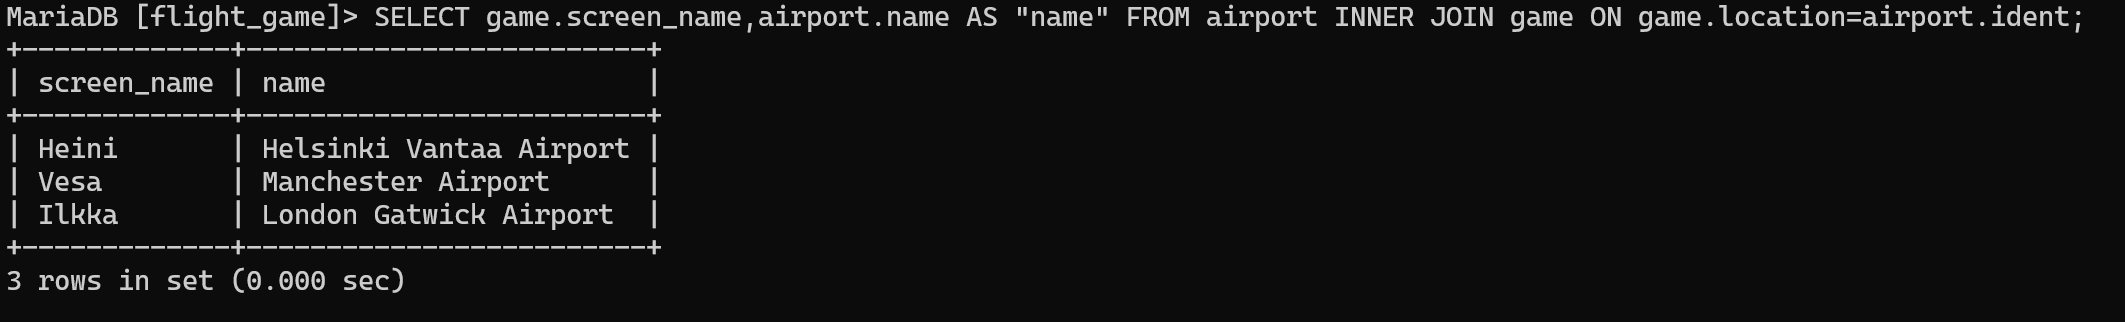 MariaDB [flight_game]> SELECT game.screen_name,airport.name AS "name" FROM airport INNER JOIN game ON game.location=airport.ident;
+-------------+-------------------------+
| screen_name | name                    |
+-------------+-------------------------+
| Heini       | Helsinki Vantaa Airport |
| Vesa        | Manchester Airport      |
| Ilkka       | London Gatwick Airport  |
+-------------+-------------------------+
3 rows in set (0.000 sec)